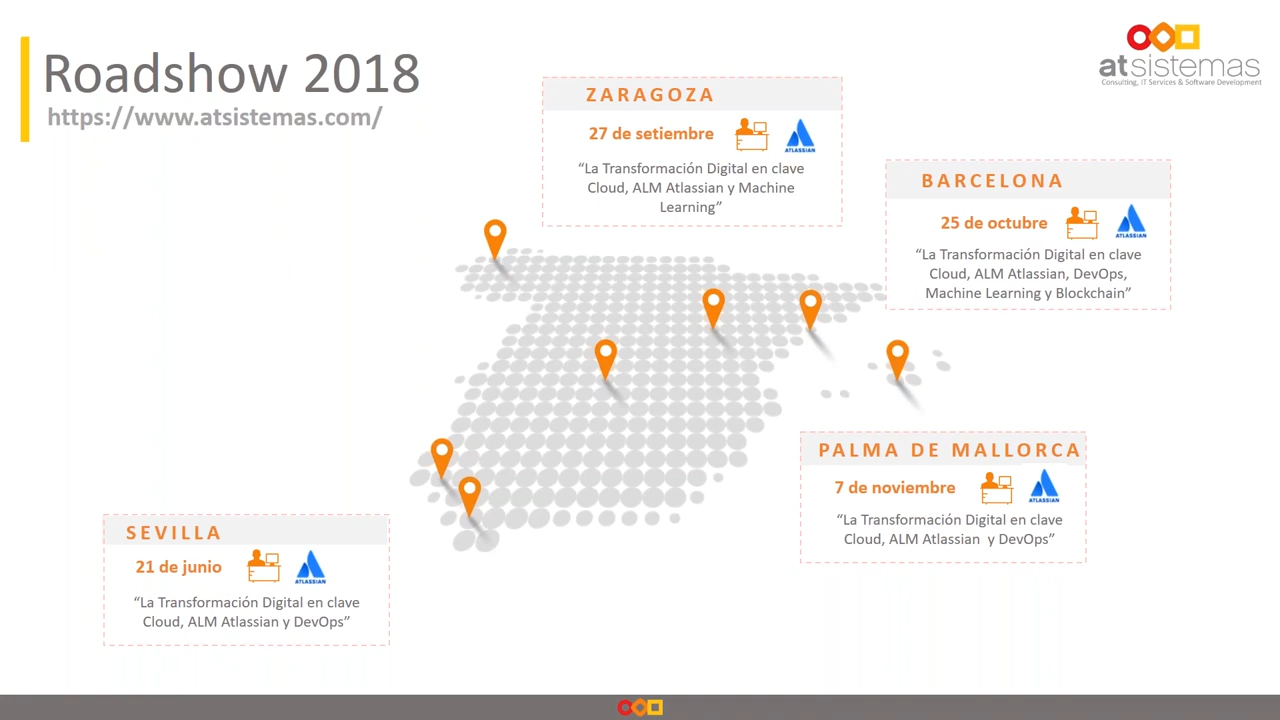 Roadshow 2018
https://www.atsistemas.com/
atsistemas
Consulting, IT Services & Software Development
ZARAGOZA
27 de setiembre
ATLASSIAN
“La Transformación Digital en clave
Cloud, ALM Atlassian y Machine
Learning”
BARCELONA
25 de octubre
ATLASSIAN
“La Transformación Digital en clave
Cloud, ALM Atlassian, DevOps,
Machine Learning y Blockchain”
PALMA DE MALLORCA
7 de noviembre
ATLASSIAN
“La Transformación Digital en clave
Cloud, ALM Atlassian y DevOps”
SEVILLA
21 de junio
ATLASSIAN
“La Transformación Digital en clave
Cloud, ALM Atlassian y DevOps”